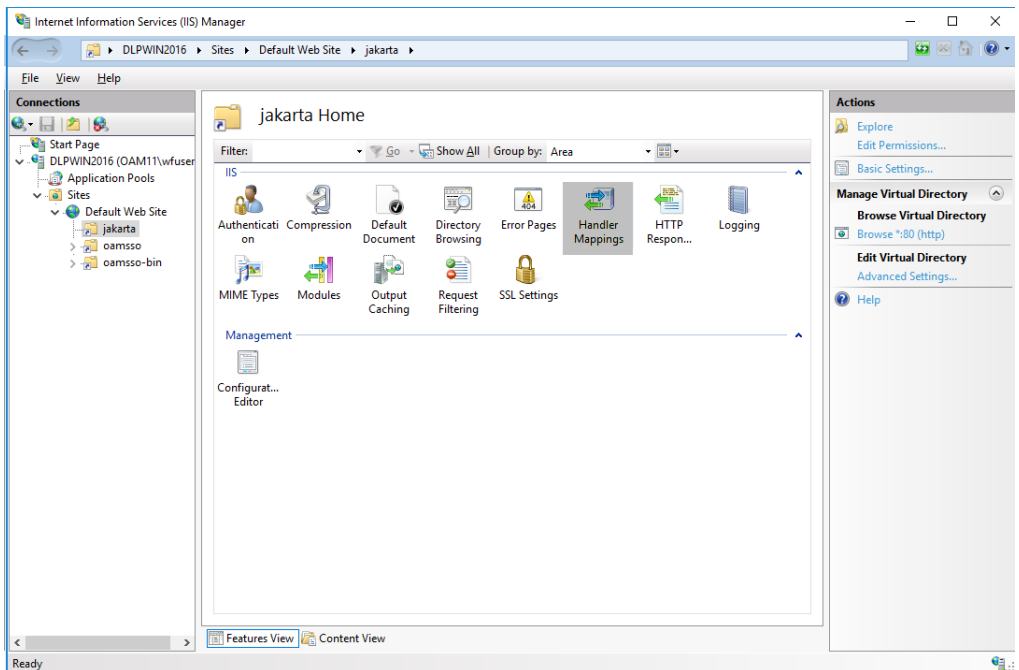 Internet Information Services (IIS) Manager
DLPWIN2016 Sites Default Web Site jakarta
File View Help
Connections
Start Page
DLPWIN2016 (OAM11\wfuser
Application Pools
Sites
Default Web Site
jakarta
oamsso
oamsso-bin
jakarta Home
Filter: Go Show All Group by: Area
IIS
Authenticati
on
Compression
Default
Document
Directory
Browsing
404
Error Pages
Handler
Mappings
HTTP
Respon...
Logging
MIME Types
Modules
Output
Caching
Request
Filtering
SSL Settings
Management
Configurat...
Editor
Features View Content View
Actions
Explore
Edit Permissions...
Basic Settings...
Manage Virtual Directory
Browse Virtual Directory
Browse *:80 (http)
Edit Virtual Directory
Advanced Settings...
Help
Ready